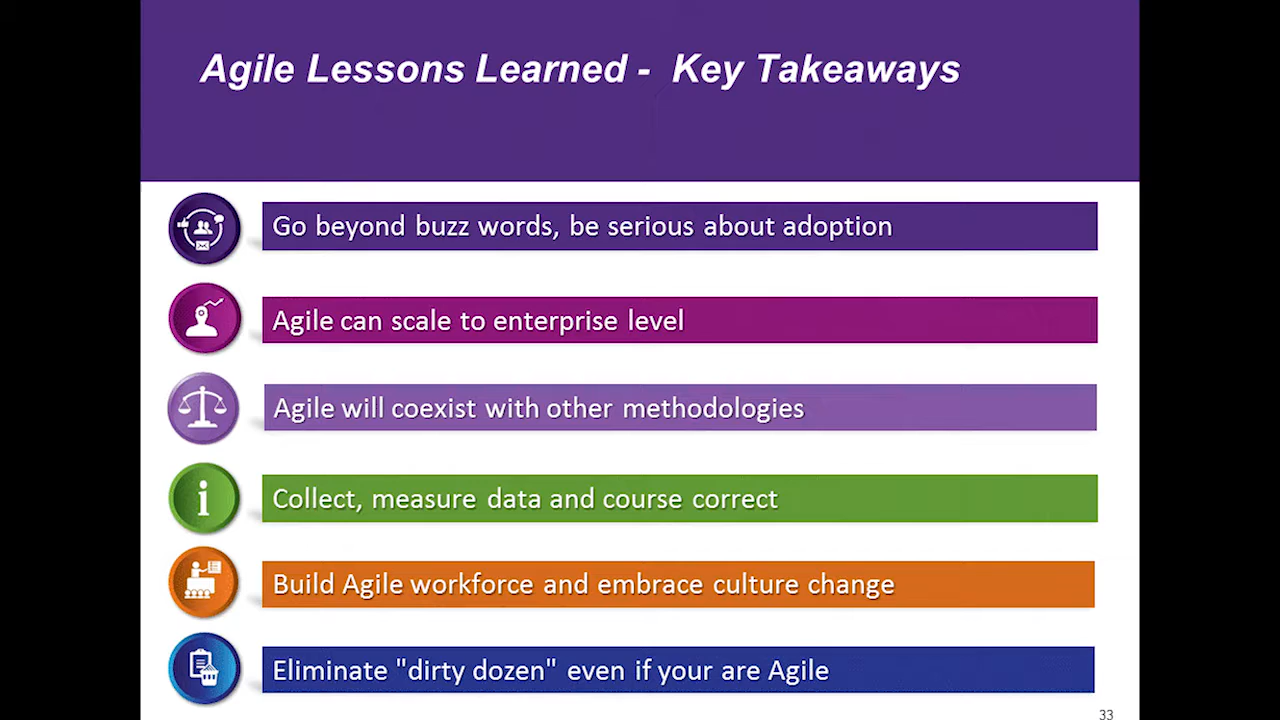 Agile Lessons Learned - Key Takeaways
Go beyond buzz words, be serious about adoption
Agile can scale to enterprise level
Agile will coexist with other methodologies
Collect, measure data and course correct
Build Agile workforce and embrace culture change
Eliminate "dirty dozen" even if your are Agile
33